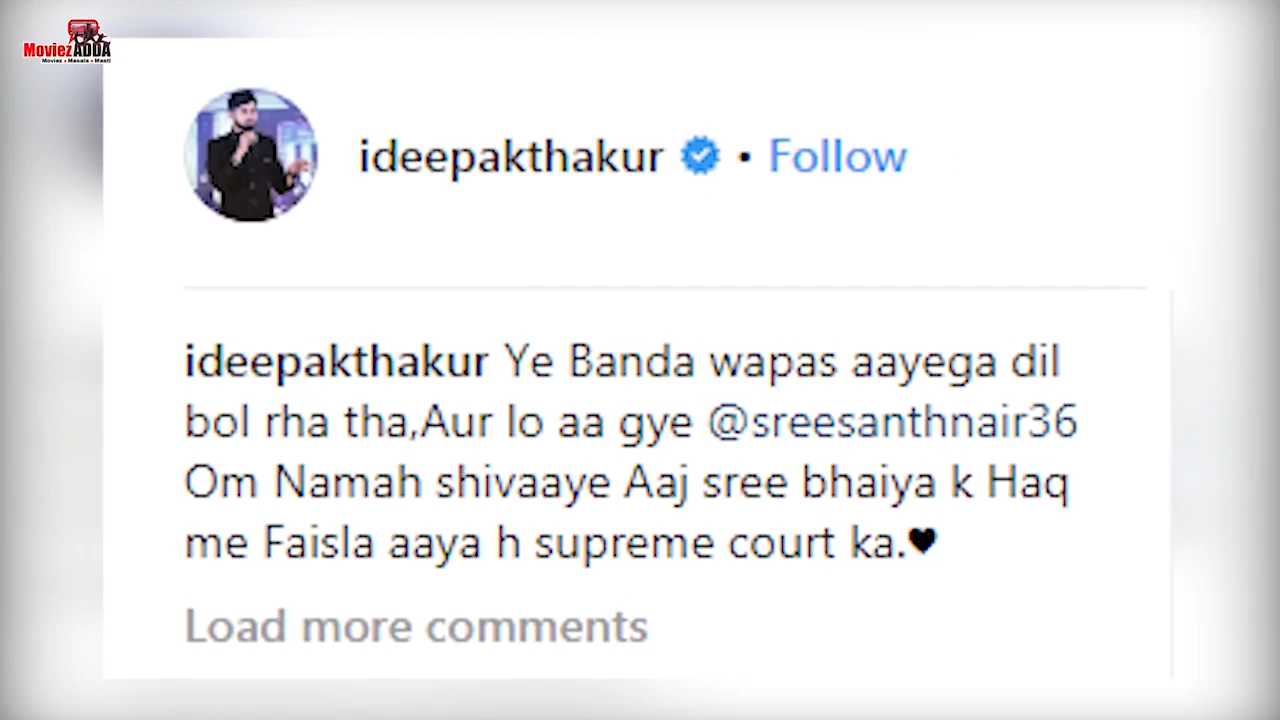 MoviezADDA
Moviez • Masala • Masti
ideepakthakur • Follow
ideepakthakur Ye Banda wapas aayega dil
bol rha tha,Aur lo aa gye @sreesanthnair36
Om Namah shivaaye Aaj sree bhaiya k Haq
me Faisla aaya h supreme court ka.🖤
Load more comments